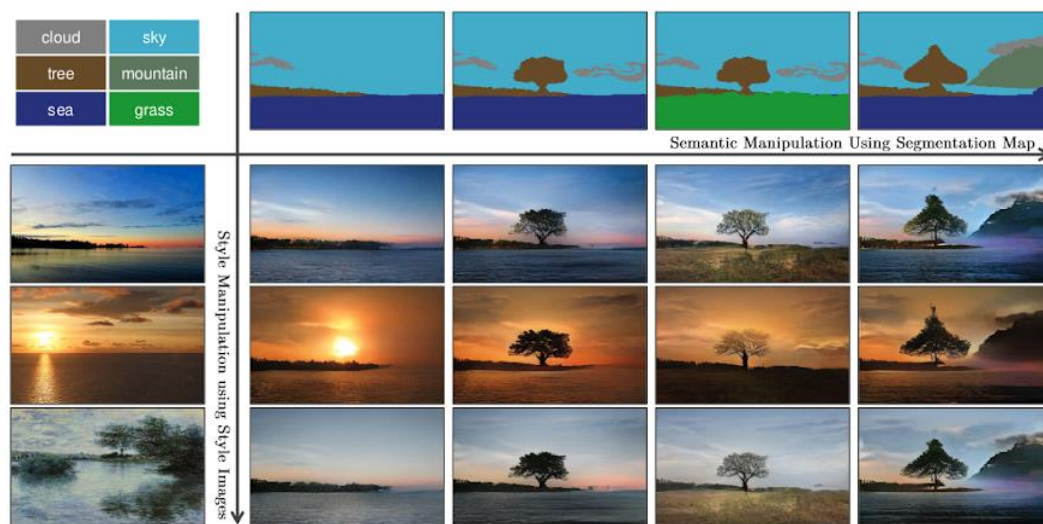 cloud
sky
tree
mountain
sea
grass
Semantic Manipulation Using Segmentation Map
Style Manipulation using Style Images